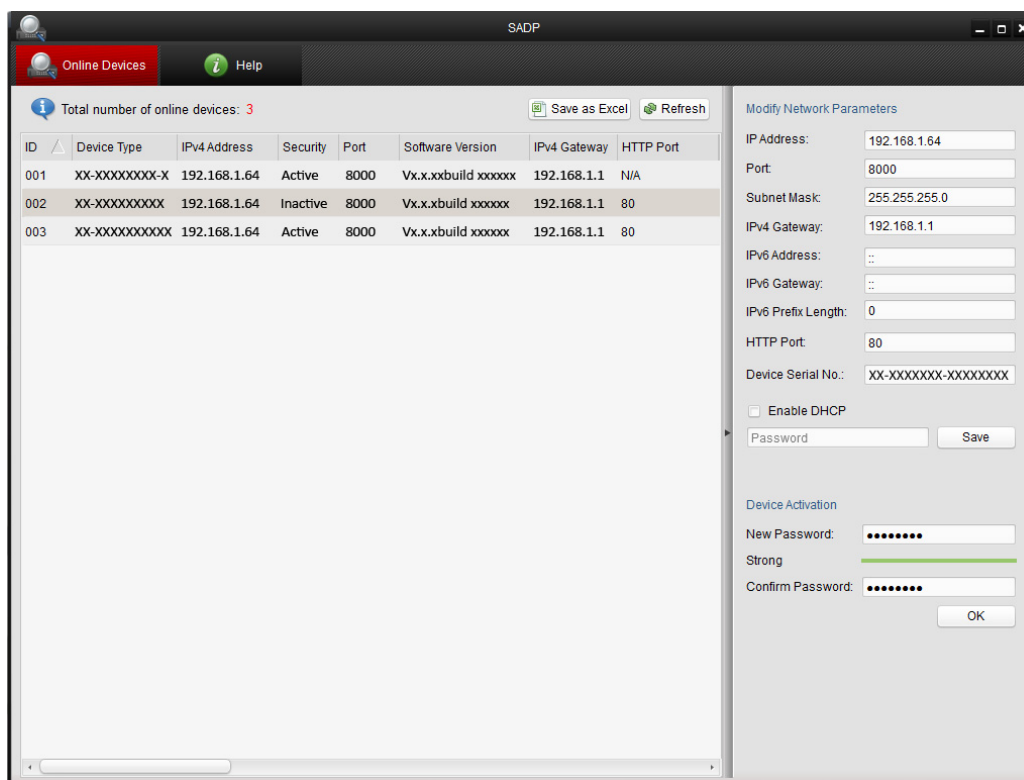 SADP
Online Devices
Help
Total number of online devices: 3
Save as Excel
Refresh
ID Device Type IPv4 Address Security Port Software Version IPv4 Gateway HTTP Port
001 XX-XXXXXXXX-X 192.168.1.64 Active 8000 Vx.x.xxbuild xxxxxx 192.168.1.1 N/A
002 XX-XXXXXXXXX 192.168.1.64 Inactive 8000 Vx.x.xxbuild xxxxxx 192.168.1.1 80
003 XX-XXXXXXXXXX 192.168.1.64 Active 8000 Vx.x.xbuild xxxxxx 192.168.1.1 80
Modify Network Parameters
IP Address: 192.168.1.64
Port: 8000
Subnet Mask: 255.255.255.0
IPv4 Gateway: 192.168.1.1
IPv6 Address: ::
IPv6 Gateway: ::
IPv6 Prefix Length: 0
HTTP Port: 80
Device Serial No.: XX-XXXXXXX-XXXXXXXX
Enable DHCP
Password
Save
Device Activation
New Password: ●●●●●●●●
Strong
Confirm Password: ●●●●●●●●
OK